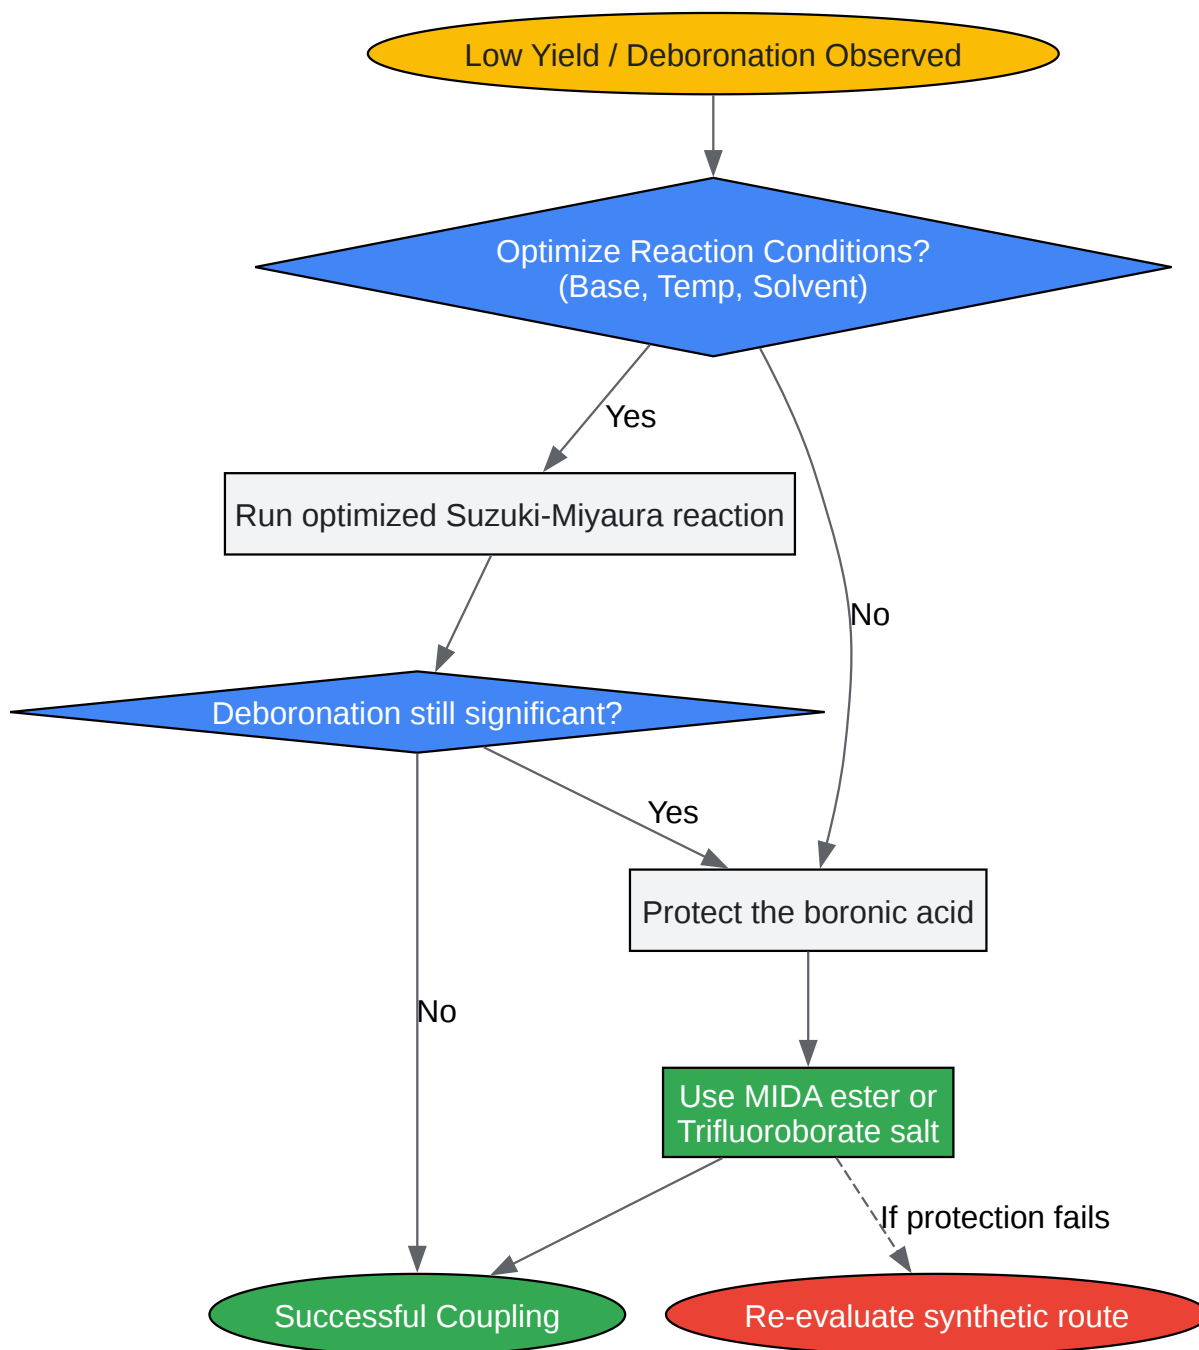 Low Yield / Deboronation Observed
Optimize Reaction Conditions?
(Base, Temp, Solvent)
Yes
Run optimized Suzuki-Miyaura reaction
No
Deboronation still significant?
Yes
Protect the boronic acid
No
Use MIDA ester or
Trifluoroborate salt
If protection fails
Successful Coupling
Re-evaluate synthetic route